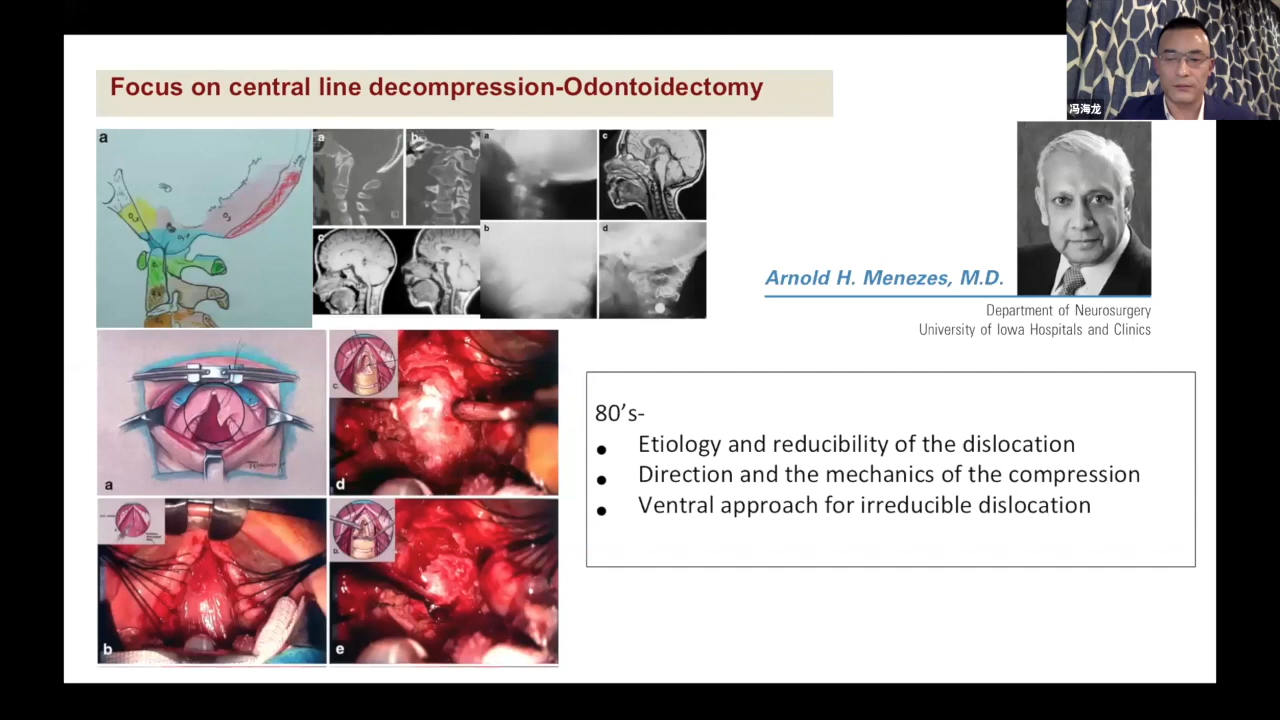 Focus on central line decompression-Odontoidectomy
冯海龙
a
a
b
a
c
c
b
d
Arnold H. Menezes, M.D.
Department of Neurosurgery
University of Iowa Hospitals and Clinics
a
C.
d
80’s-
● Etiology and reducibility of the dislocation
● Direction and the mechanics of the compression
● Ventral approach for irreducible dislocation
b
D.
e